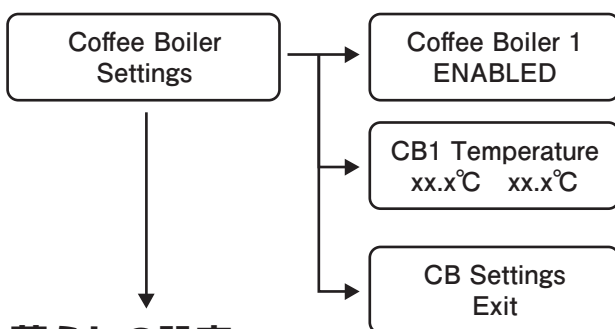 Coffee Boiler
Settings
Coffee Boiler 1
ENABLED
CB1 Temperature
xx.x℃ xx.x℃
CB Settings
Exit